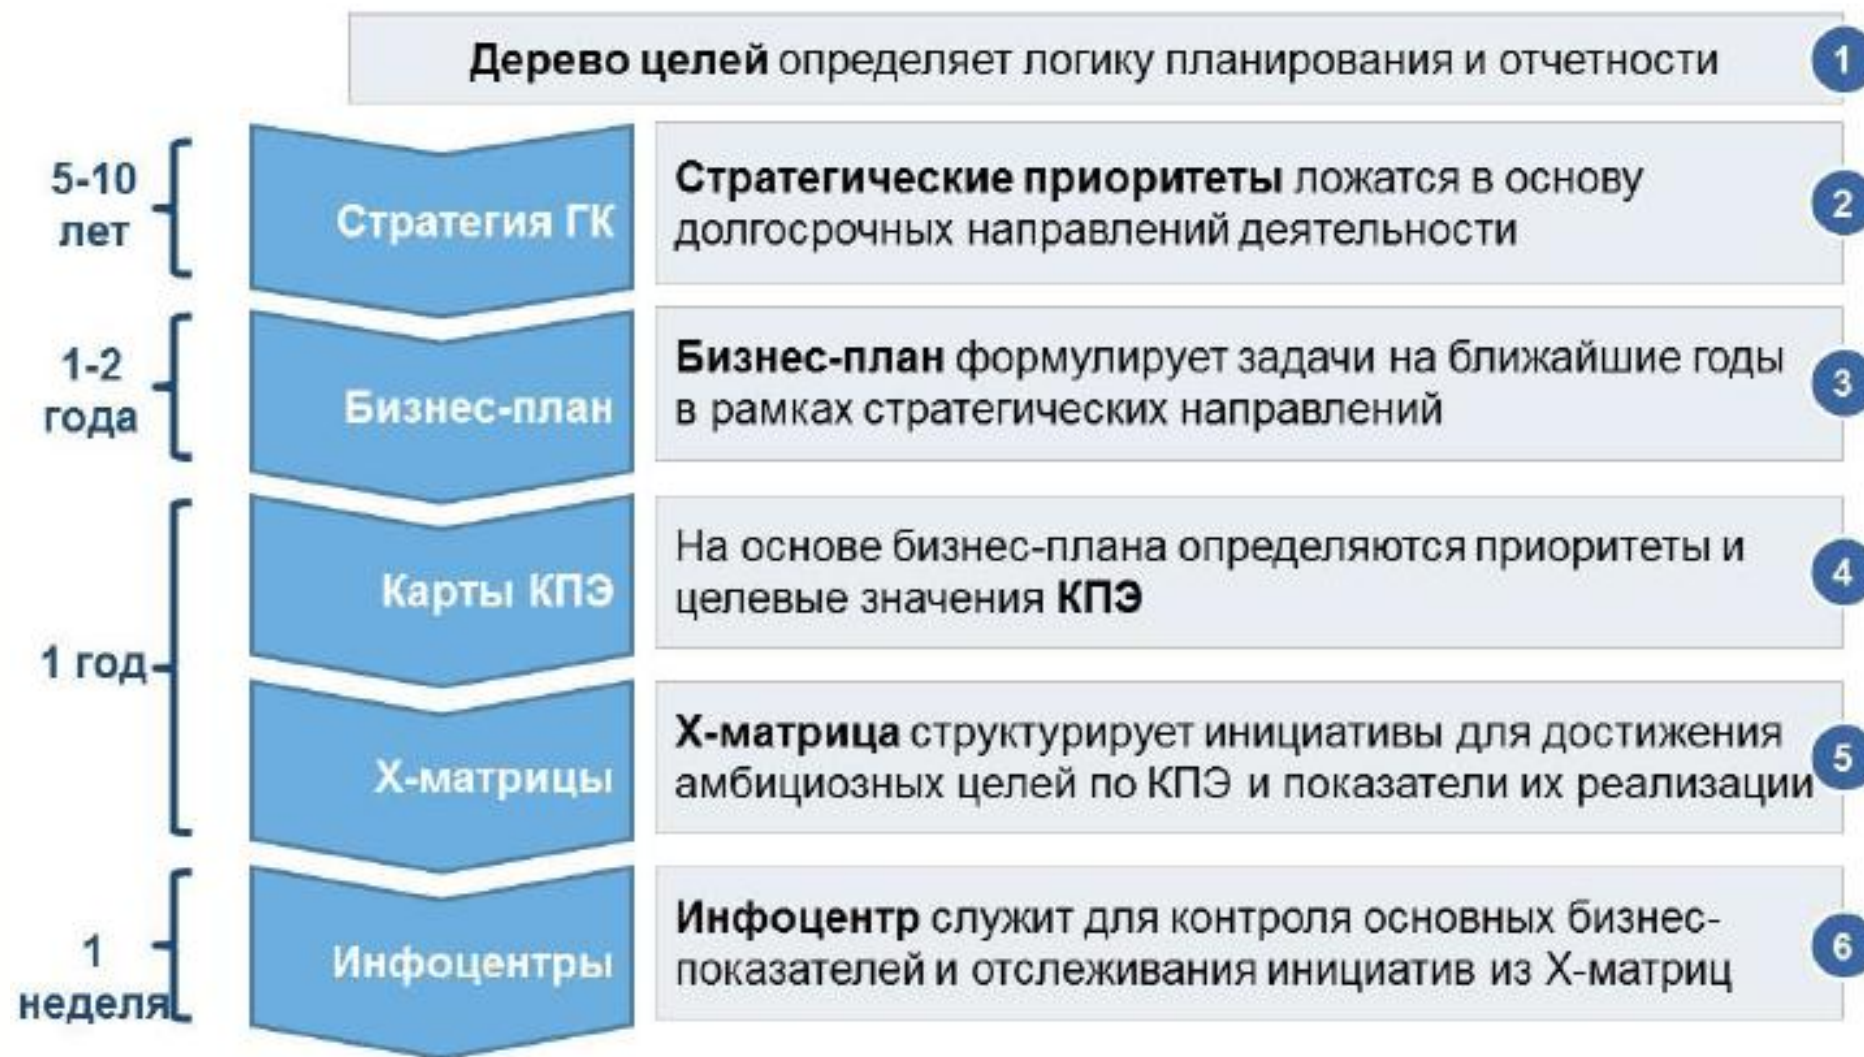 Дерево целей определяет логику планирования и отчетности
1
5-10
лет
Стратегия ГК
Стратегические приоритеты ложатся в основу
долгосрочных направлений деятельности
2
1-2
года
Бизнес-план
Бизнес-план формулирует задачи на ближайшие годы
в рамках стратегических направлений
3
1 год
Карты КПЭ
На основе бизнес-плана определяются приоритеты и
целевые значения КПЭ
4
Х-матрицы
Х-матрица структурирует инициативы для достижения
амбициозных целей по КПЭ и показатели их реализации
5
1
неделя
Инфоцентры
Инфоцентр служит для контроля основных бизнес-
показателей и отслеживания инициатив из Х-матриц
6